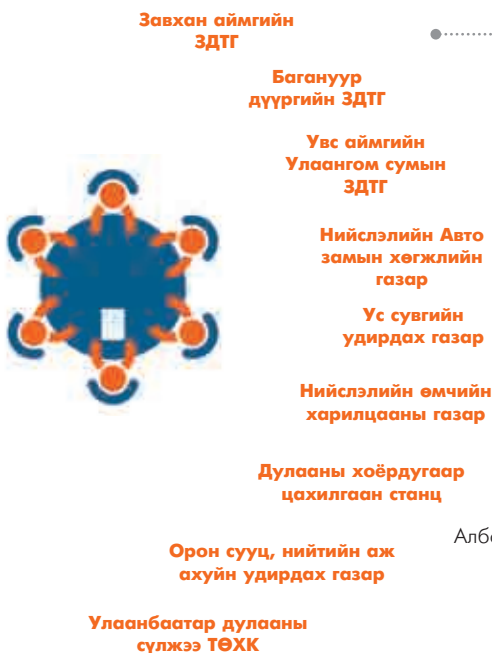 Завхан аймгийн
ЗДТГ
Багануур
дүүргийн ЗДТГ
Увс аймгийн
Улаангом сумын
ЗДТГ
Нийслэлийн Авто
замын хөгжлийн
газар
Ус сувгийн
удирдах газар
Нийслэлийн өмчийн
харилцааны газар
Дулааны хоёрдугаар
цахилгаан станц
Орон сууц, нийтийн аж
ахуйн удирдах газар
Улаанбаатар дулааны
сүлжээ ТӨХК